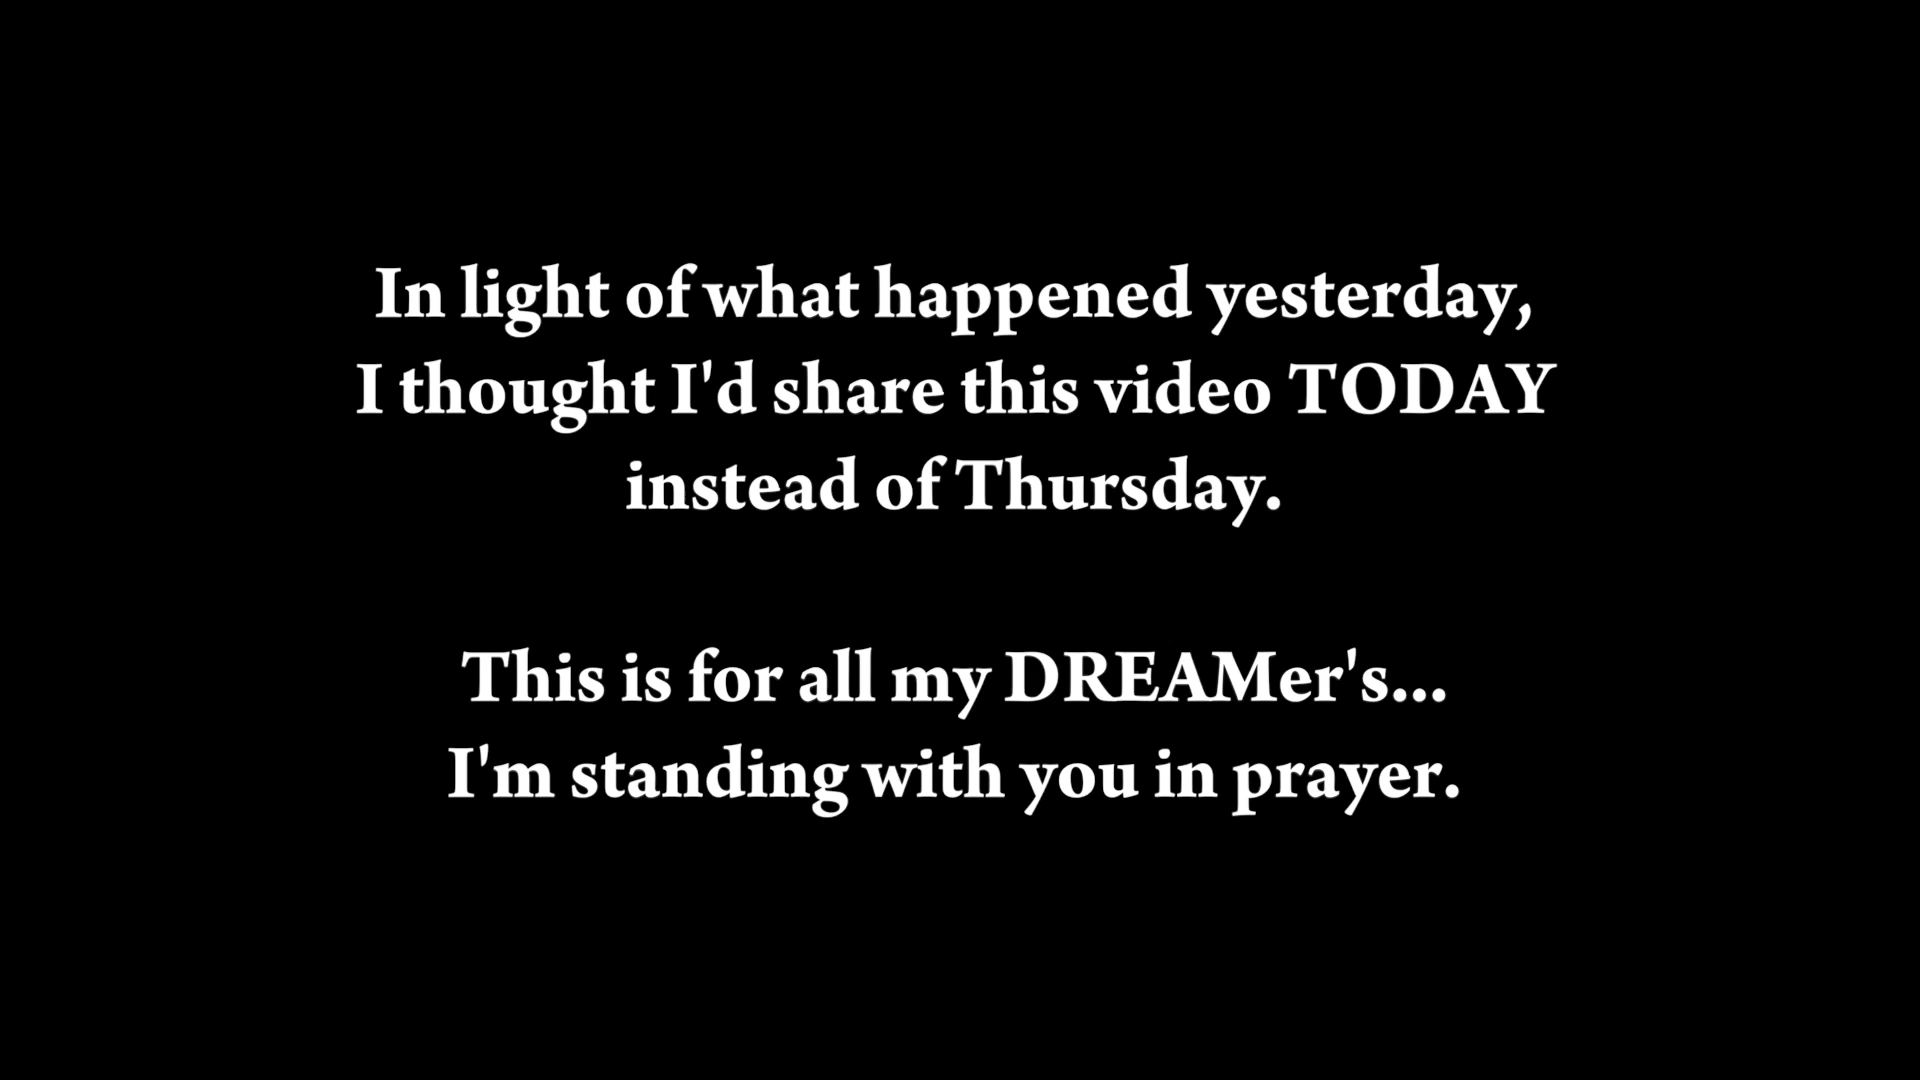 In light of what happened yesterday,
I thought I'd share this video TODAY
instead of Thursday.
This is for all my DREAMer's...
I'm standing with you in prayer.